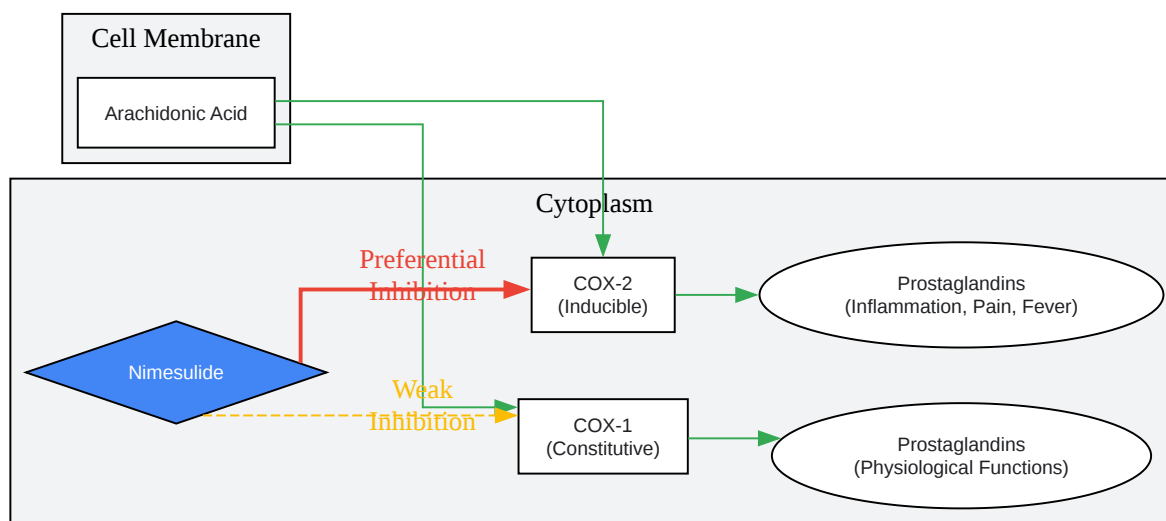 Cell Membrane
Arachidonic Acid
Cytoplasm
Preferential
Inhibition
COX-2
(Inducible)
Prostaglandins
(Inflammation, Pain, Fever)
Nimesulide
Weak
Inhibition
COX-1
(Constitutive)
Prostaglandins
(Physiological Functions)